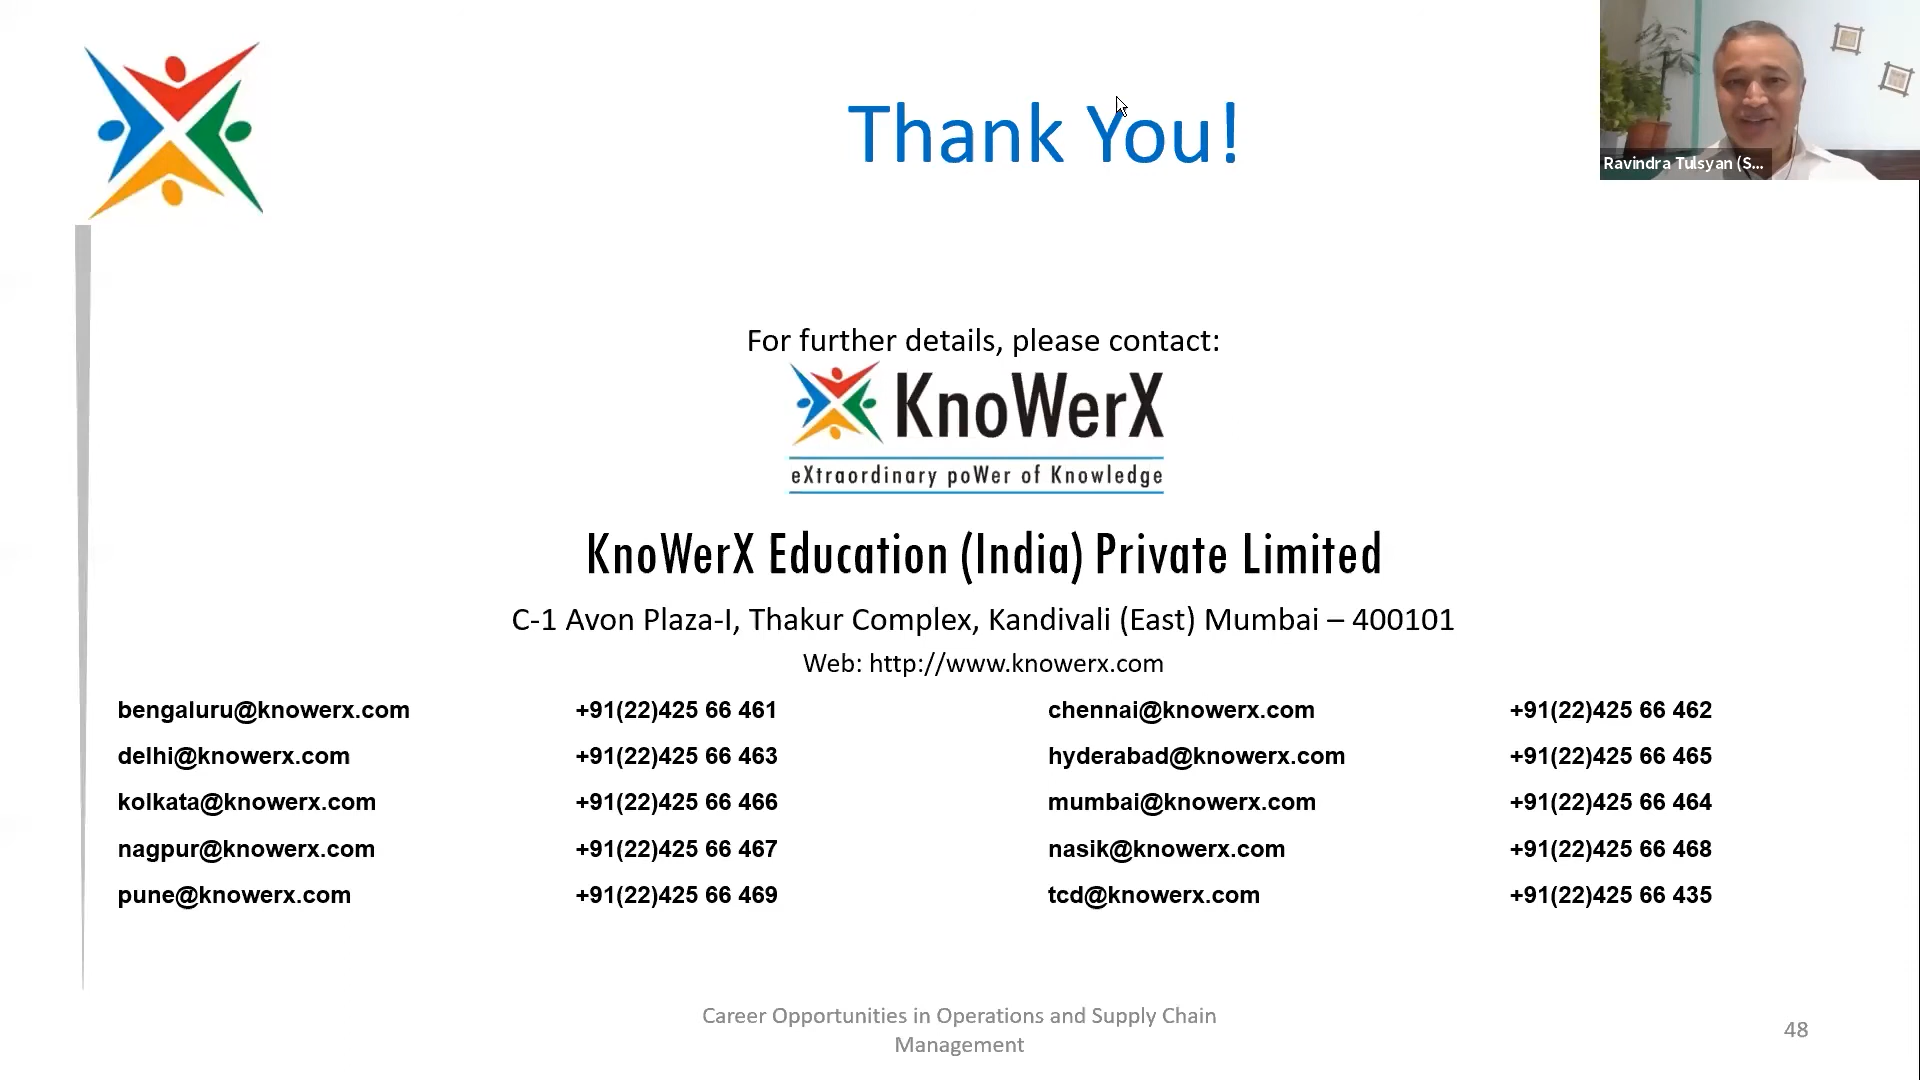 Thank You!
Ravindra Tulsyan (S...
For further details, please contact:
KnoWerX
eXtraordinary poWer of Knowledge
KnoWerX Education (India) Private Limited
C-1 Avon Plaza-I, Thakur Complex, Kandivali (East) Mumbai – 400101
Web: http://www.knowerx.com
bengaluru@knowerx.com +91(22)425 66 461 chennai@knowerx.com +91(22)425 66 462
delhi@knowerx.com +91(22)425 66 463 hyderabad@knowerx.com +91(22)425 66 465
kolkata@knowerx.com +91(22)425 66 466 mumbai@knowerx.com +91(22)425 66 464
nagpur@knowerx.com +91(22)425 66 467 nasik@knowerx.com +91(22)425 66 468
pune@knowerx.com +91(22)425 66 469 tcd@knowerx.com +91(22)425 66 435
Career Opportunities in Operations and Supply Chain
Management
48